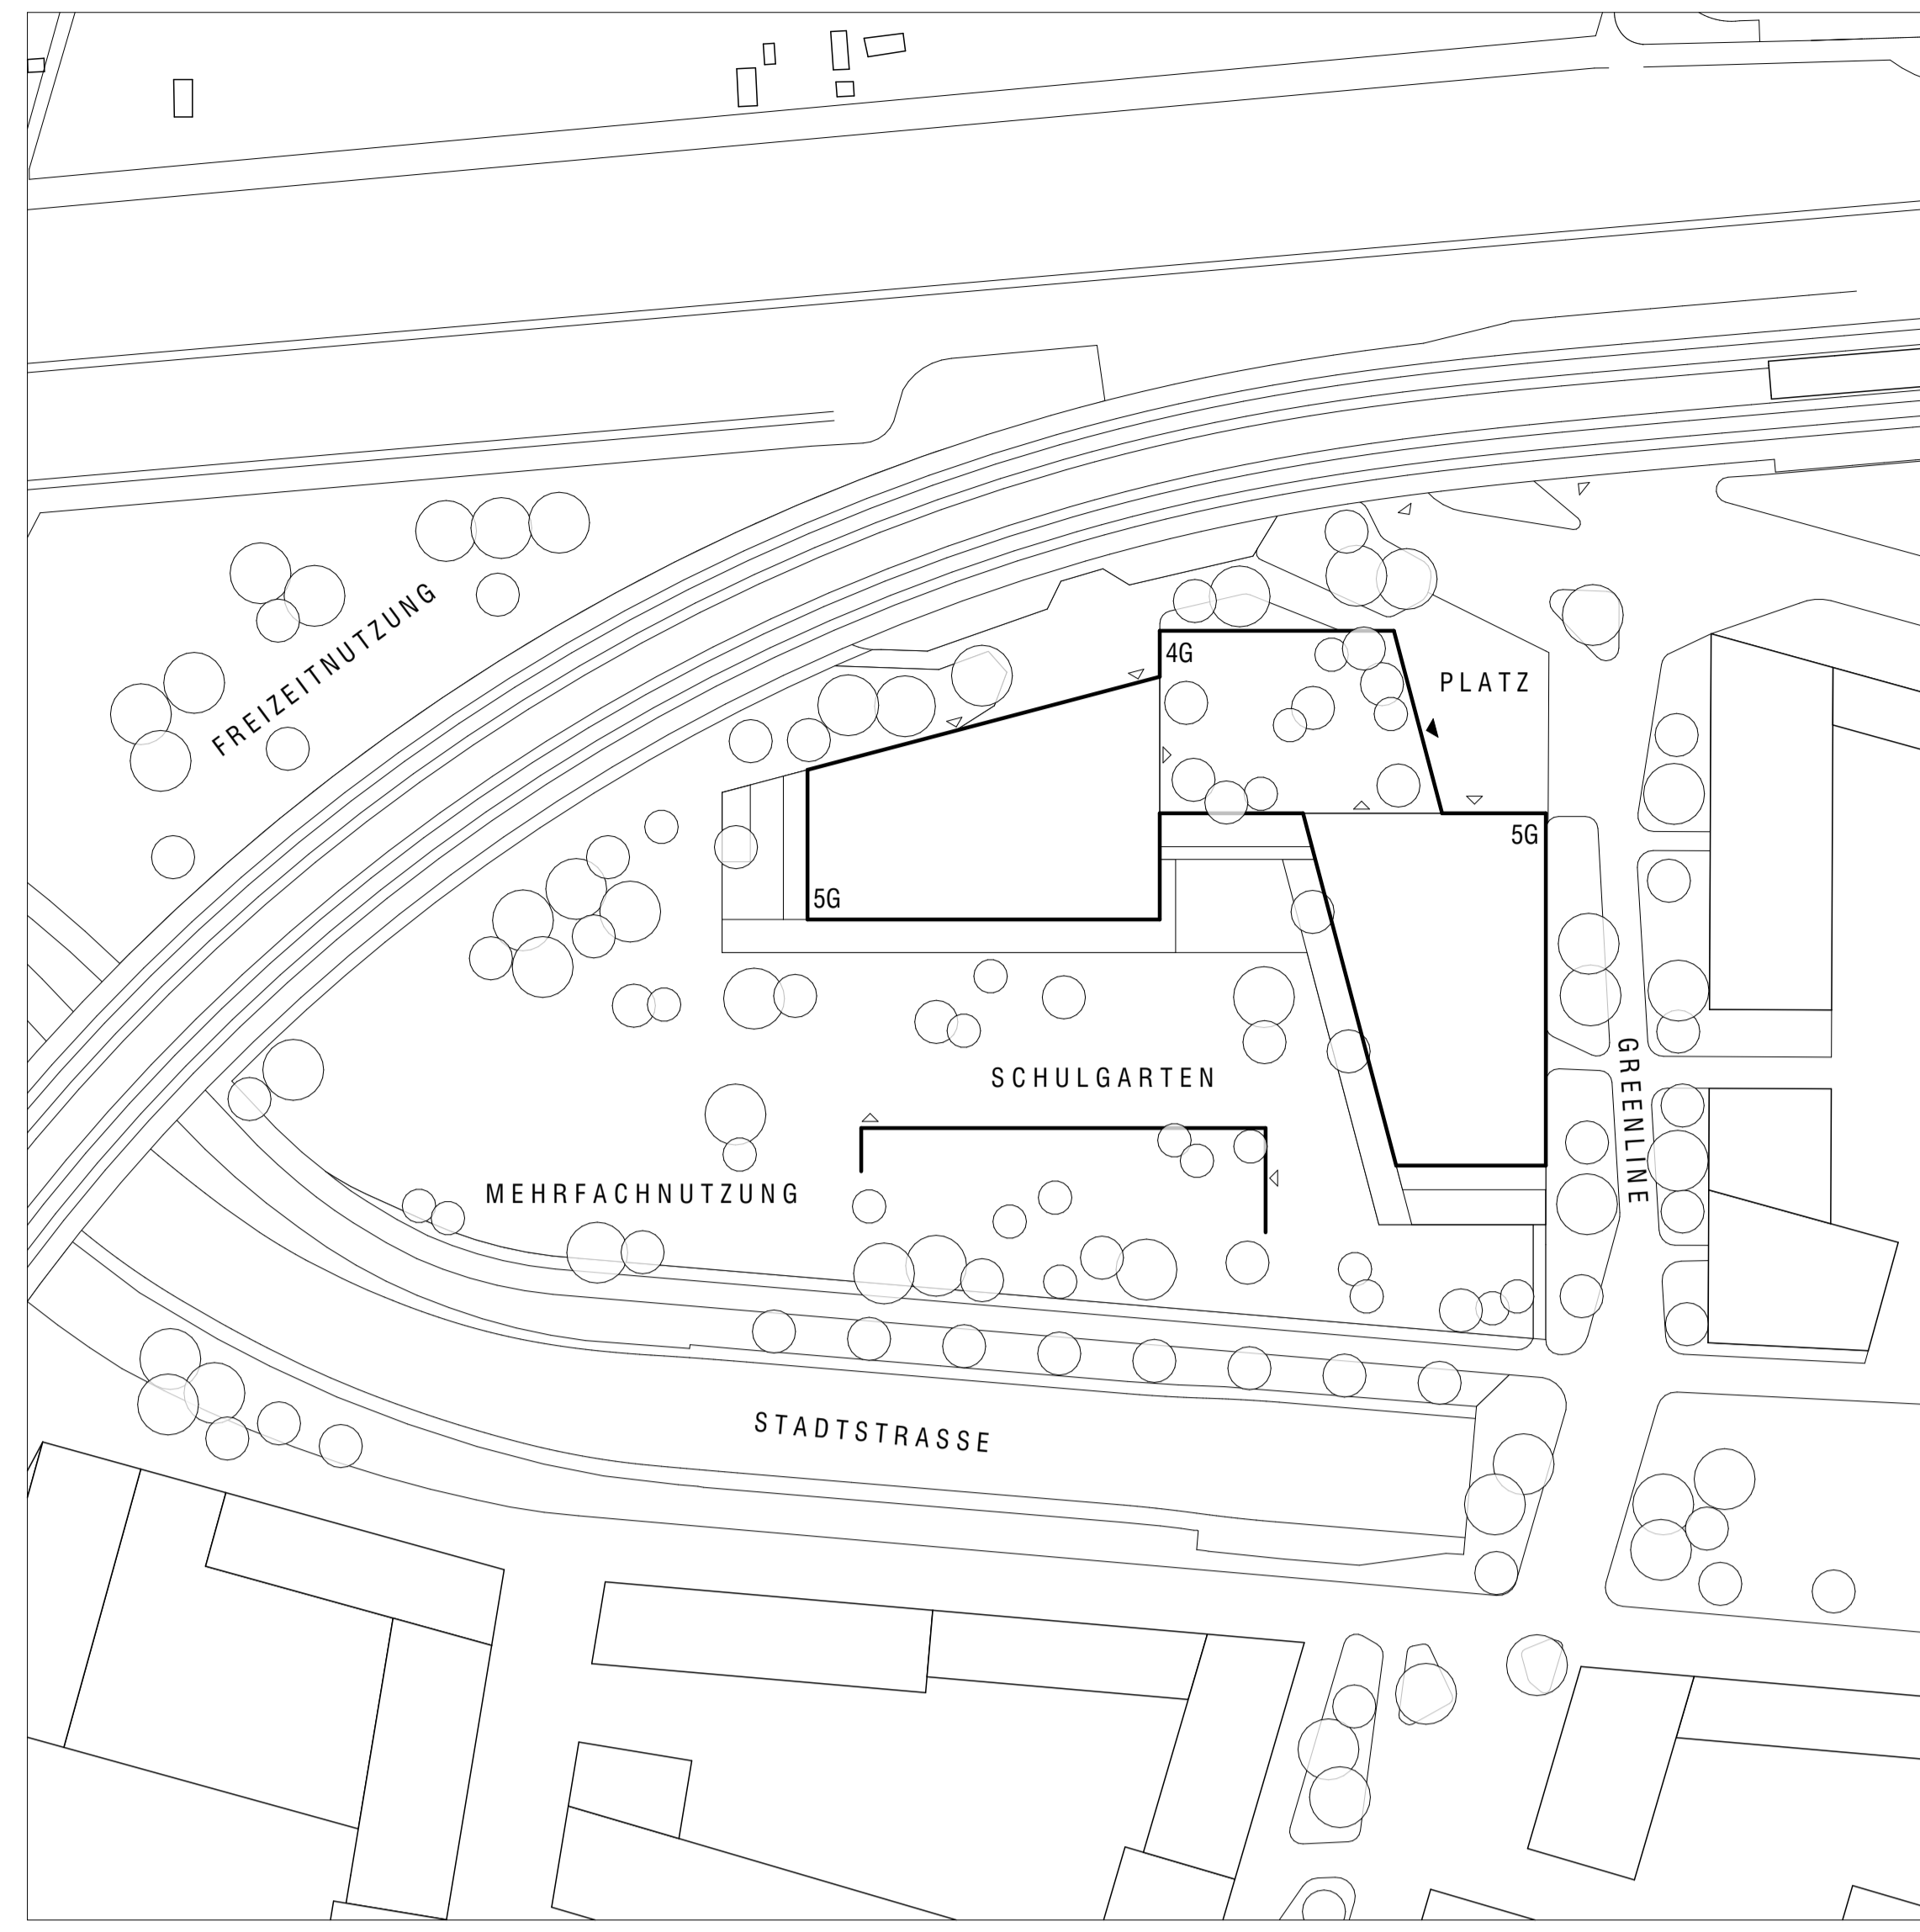 FREIZEITNUTZUNG
4G
PLATZ
5G
5G
SCHULGARTEN
GREENLINE
MEHRFACHNUTZUNG
STADTSTRASSE